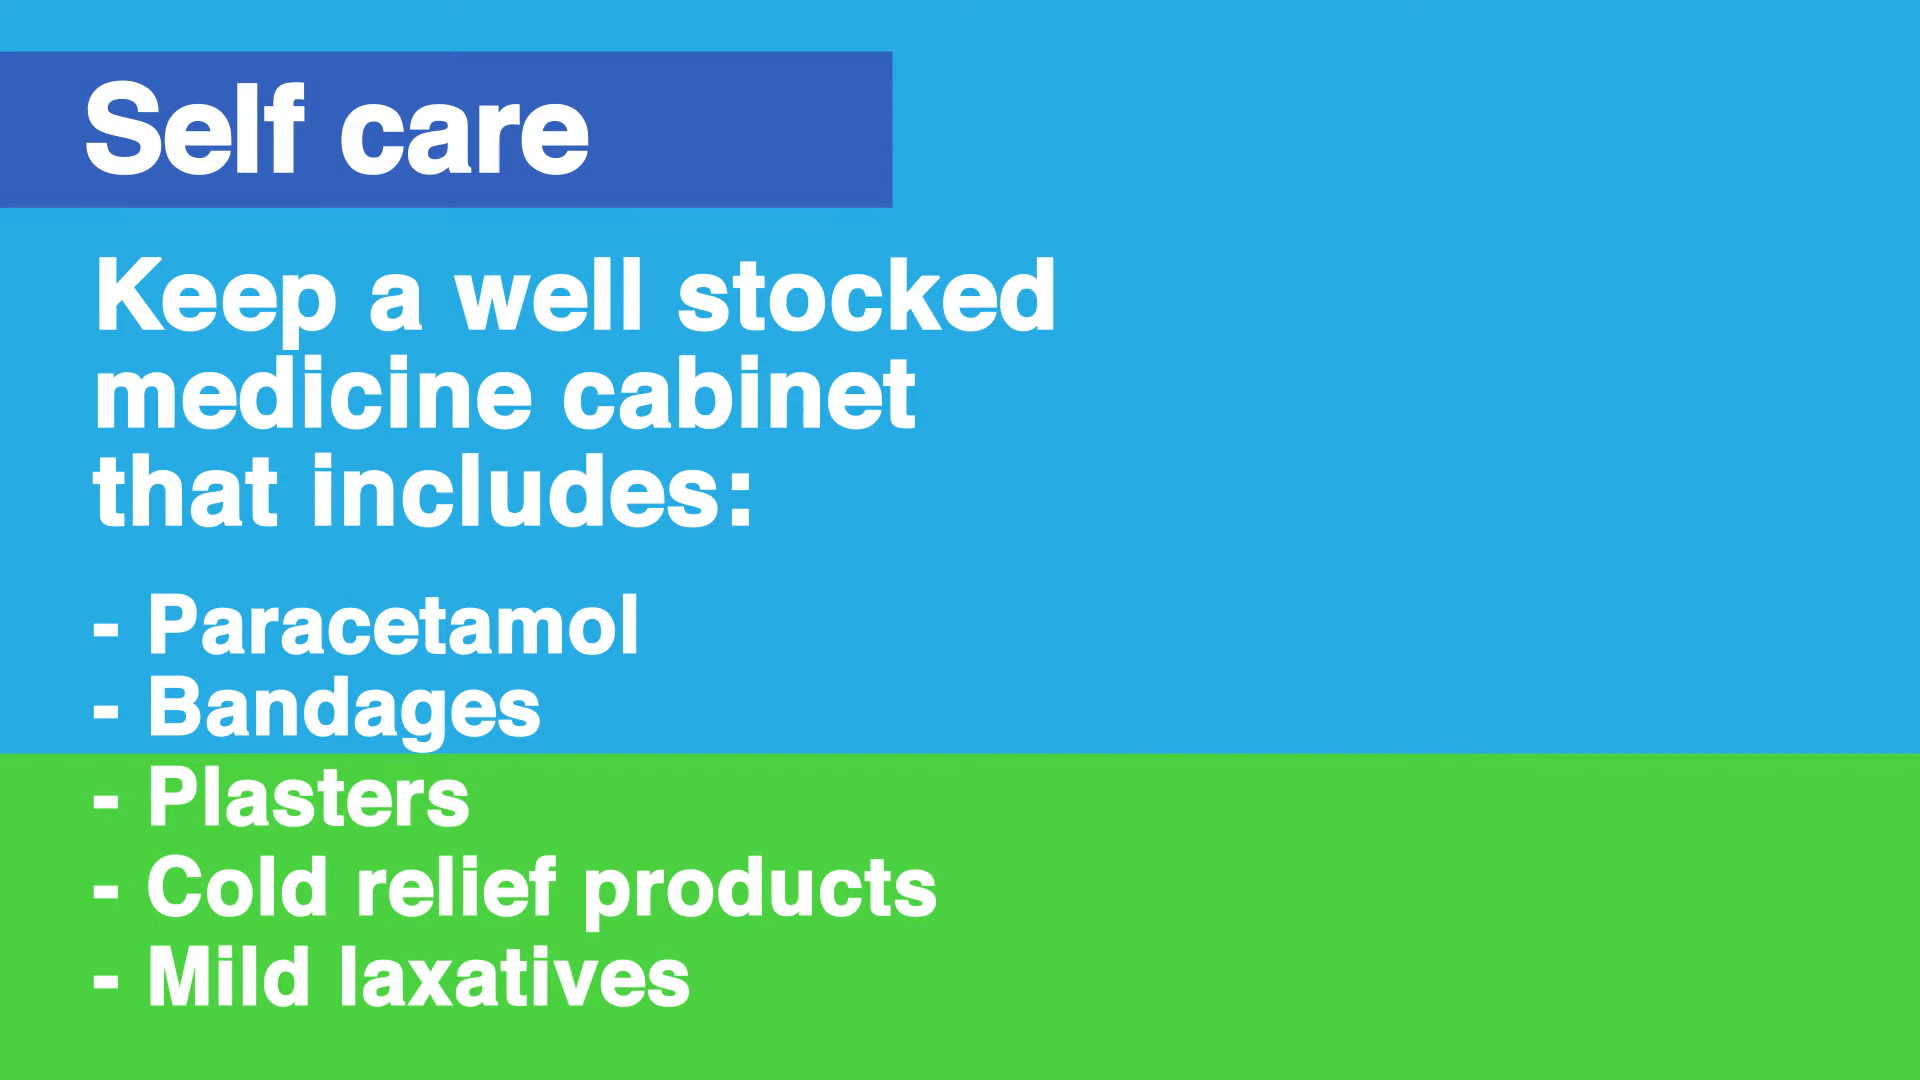 Self care
Keep a well stocked
medicine cabinet
that includes:
- Paracetamol
- Bandages
- Plasters
- Cold relief products
- Mild laxatives